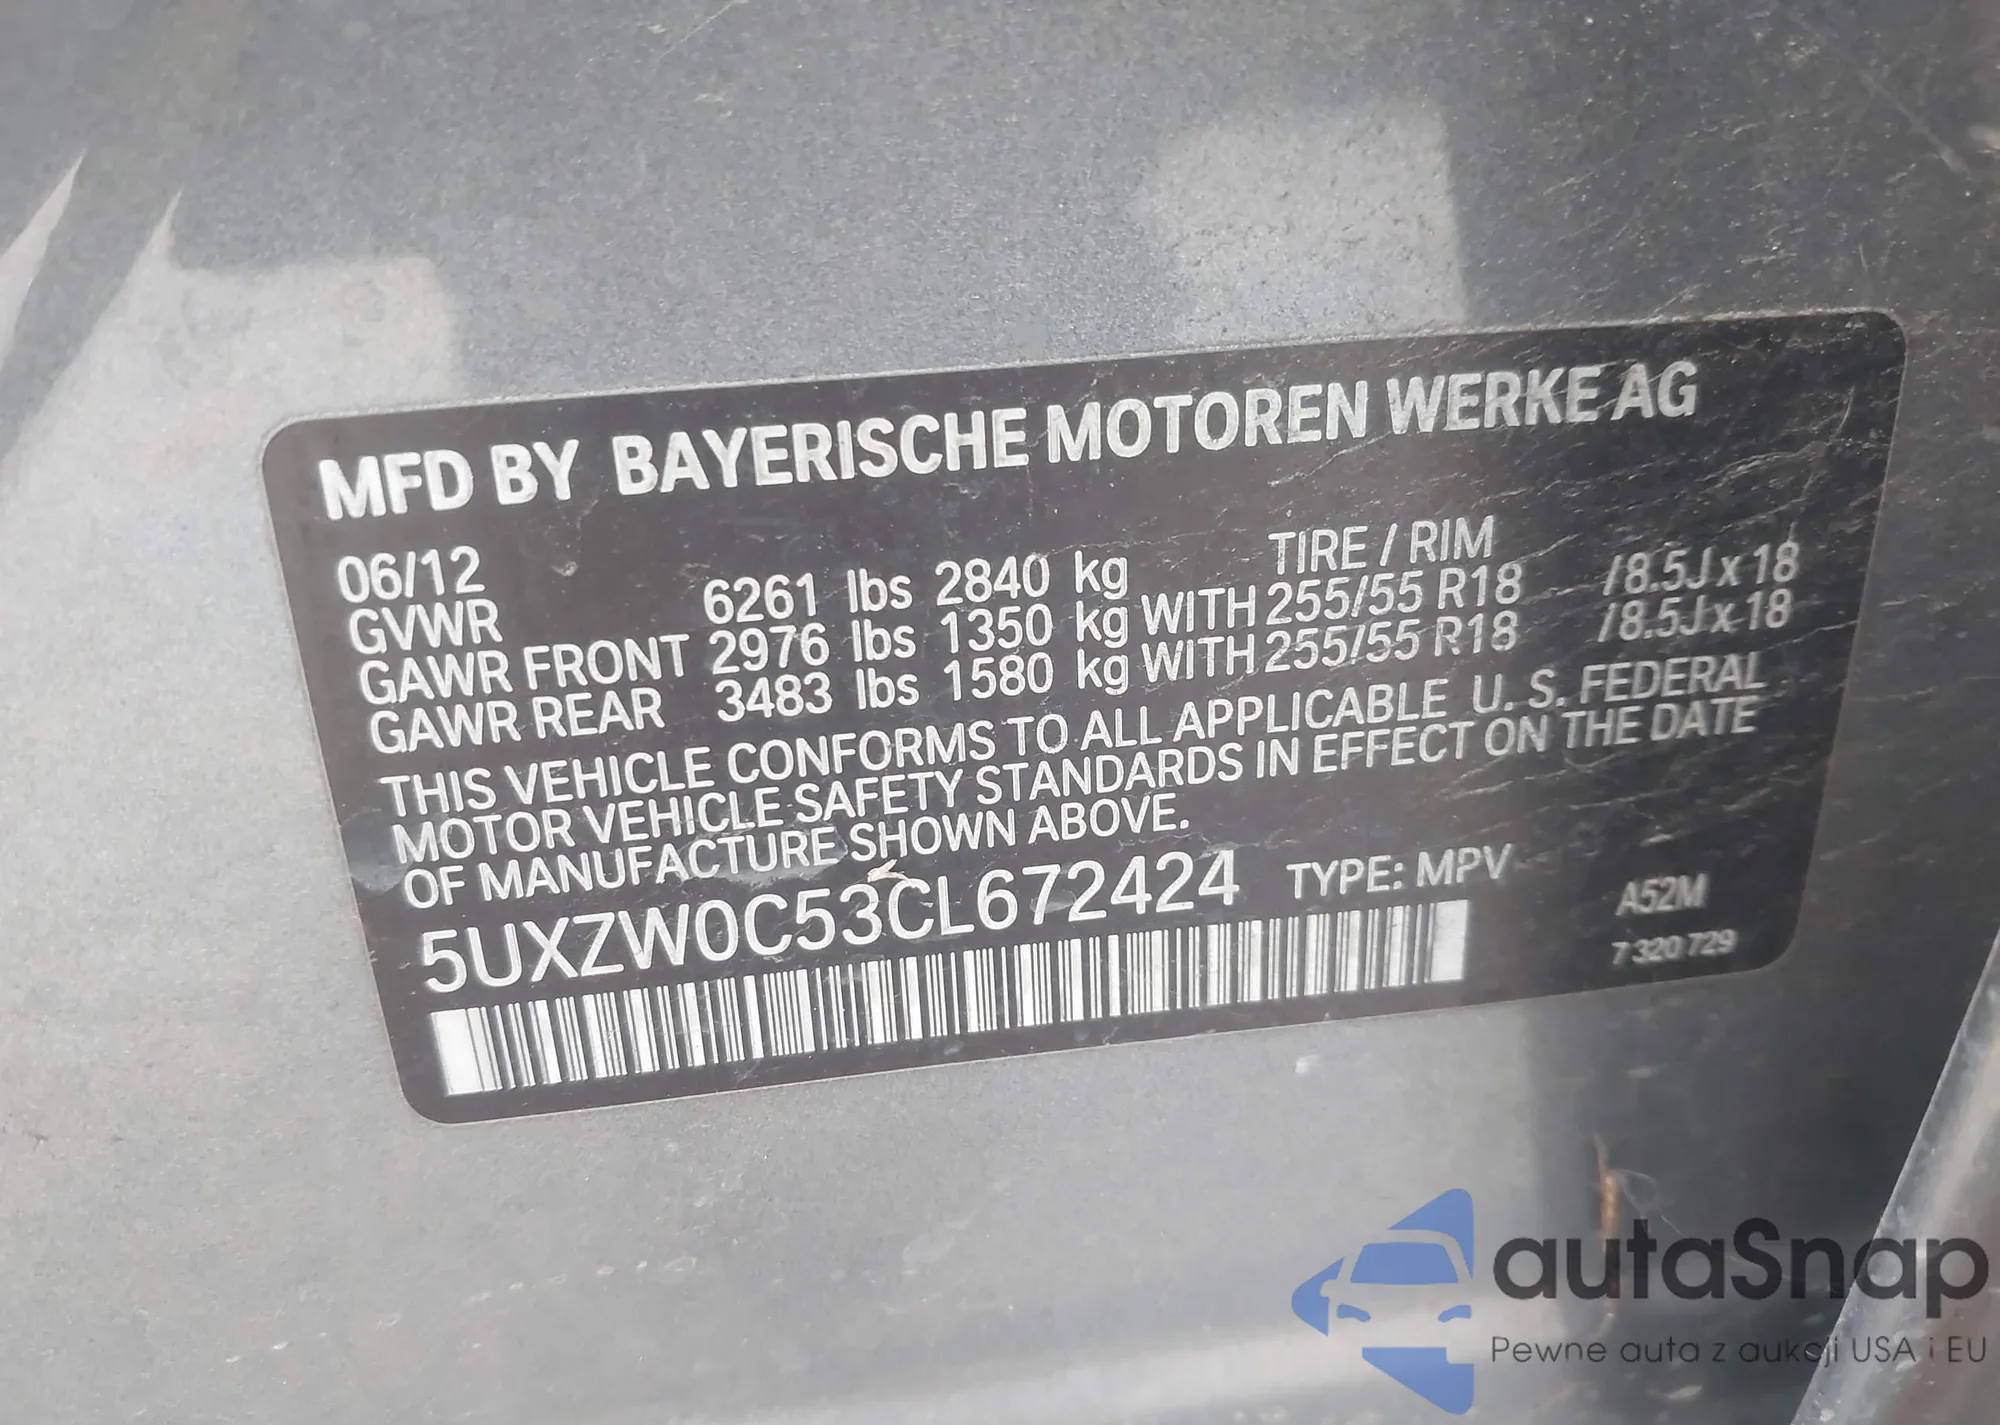 MFD BY BAYERISCHE MOTOREN WERKE AG
06/12 TIRE / RIM
GVWR 6261 lbs 2840 kg
GAWR FRONT 2976 lbs 1350 kg WITH 255/55 R18 /8.5J x 18
GAWR REAR 3483 lbs 1580 kg WITH 255/55 R18 /8.5J x 18
THIS VEHICLE CONFORMS TO ALL APPLICABLE U. S. FEDERAL
MOTOR VEHICLE SAFETY STANDARDS IN EFFECT ON THE DATE
OF MANUFACTURE SHOWN ABOVE.
5UXZW0C53CL672424 TYPE: MPV
A52M
7 320 729
autaSnap
Pewne auta z aukcji USA i EU